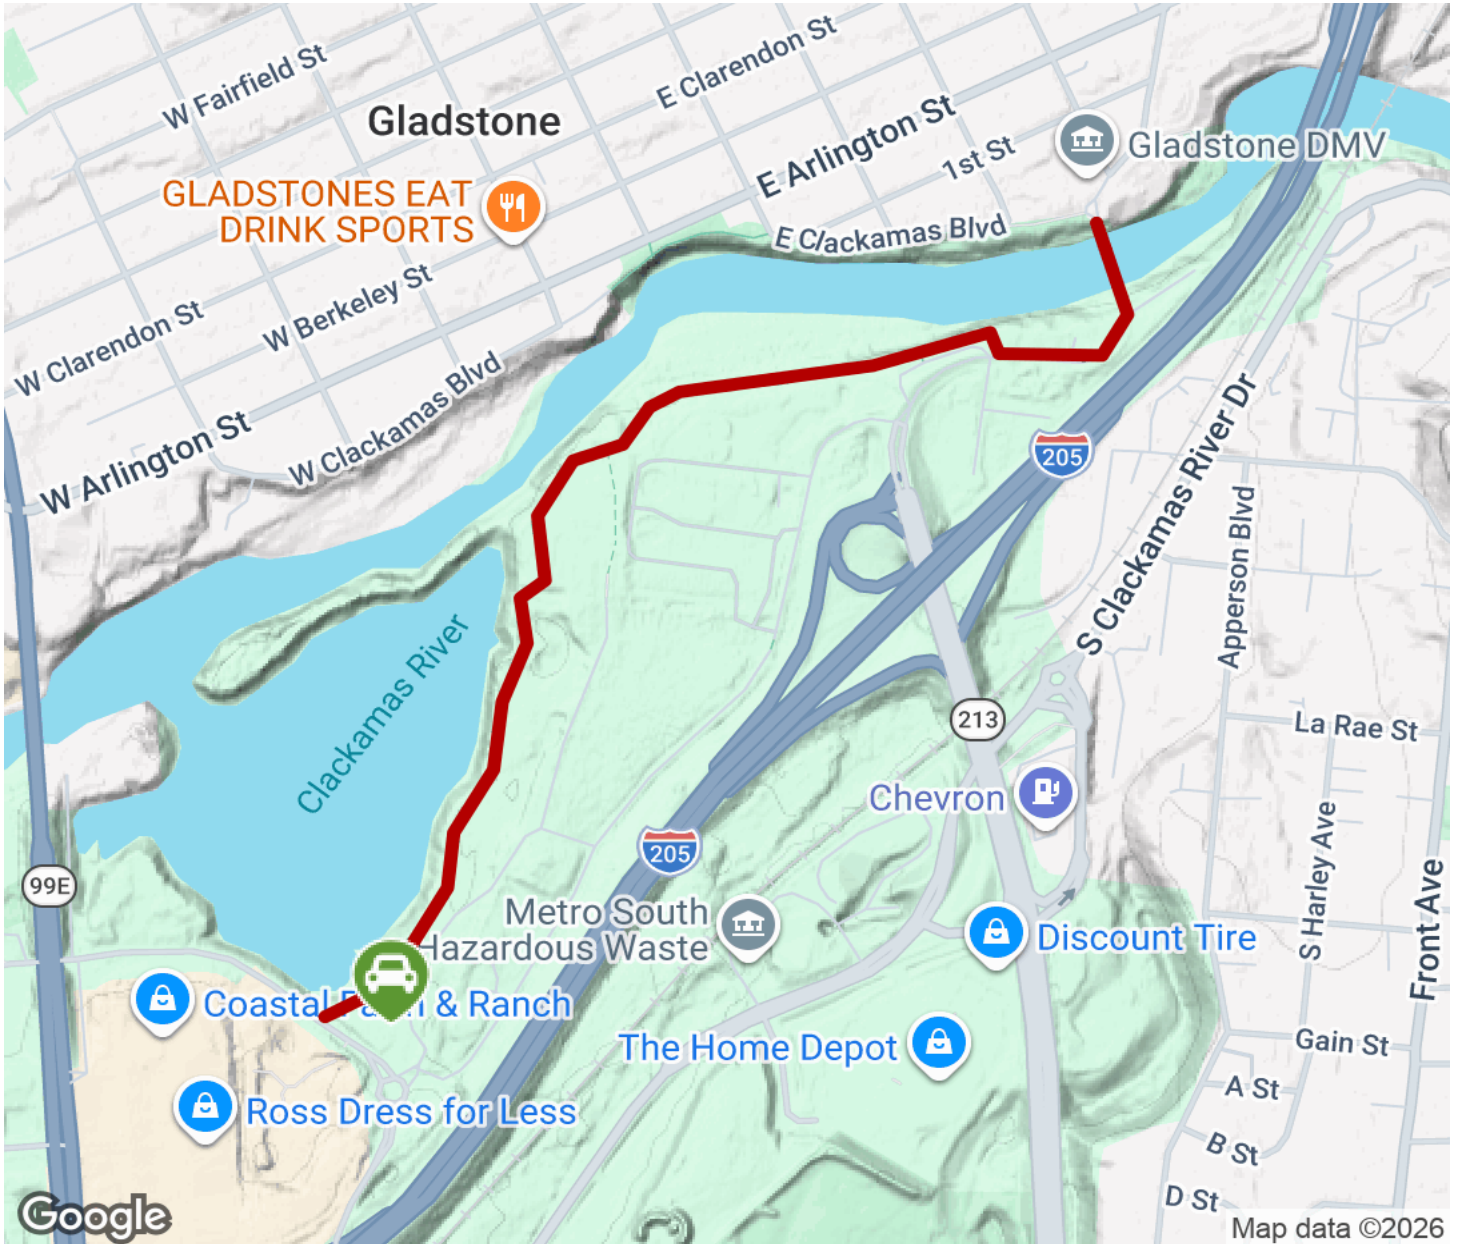 W Fairfield St
E Clarendon St
Gladstone
E Arlington St
1st St
Gladstone DMV
GLADSTONES EAT
DRINK SPORTS
E Clackamas Blvd
W Clarendon St
W Berkeley St
W Clackamas Blvd
W Arlington St
205
S Clackamas River Dr
Apperson Blvd
Clackamas River
213
La Rae St
Chevron
205
99E
S Harley Ave
Front Ave
Metro South
Hazardous Waste
Discount Tire
Coastal Farm & Ranch
The Home Depot
Gain St
A St
Ross Dress for Less
B St
D St
Google
Map data ©2026